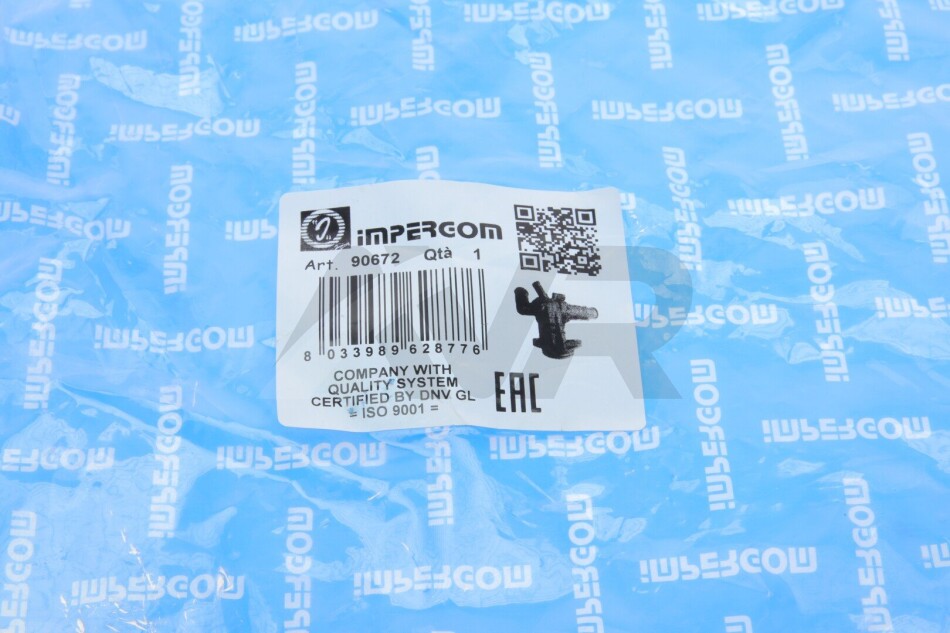 IMPERGOM
Art. 90672 Qtà 1
8 033989 628776
COMPANY WITH
QUALITY SYSTEM
CERTIFIED BY DNV GL
= ISO 9001 =
EAC